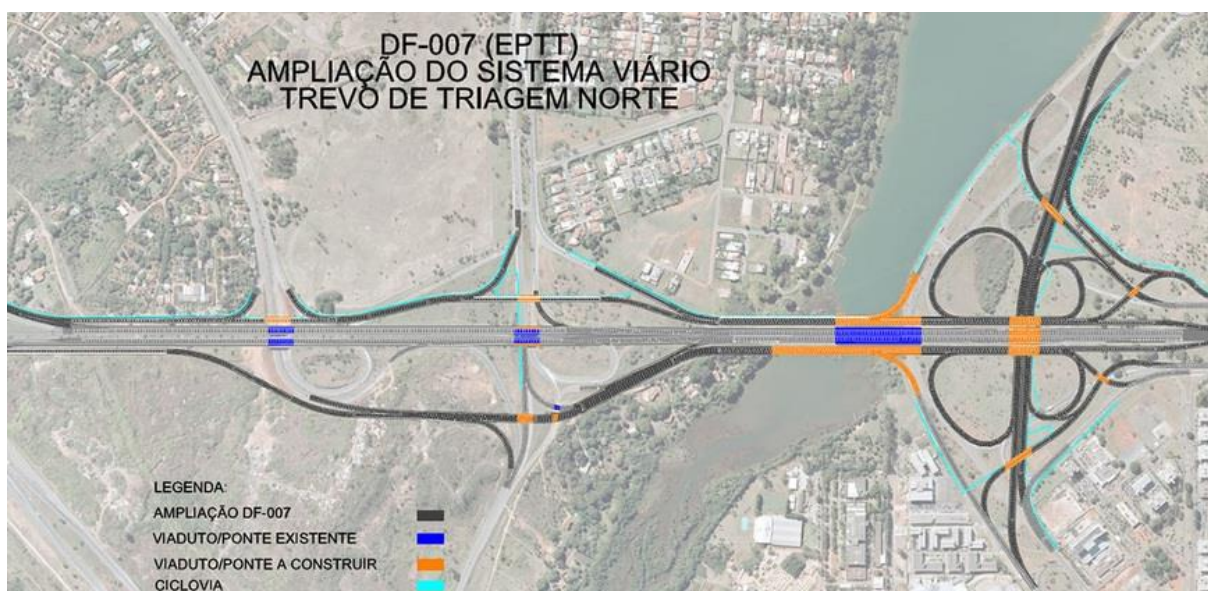 DF-007 (EPTT)
AMPLIAÇÃO DO SISTEMA VIÁRIO
TREVO DE TRIAGEM NORTE
LEGENDA:
AMPLIAÇÃO DF-007
VIADUTO/PONTE EXISTENTE
VIADUTO/PONTE A CONSTRUIR
CICLOVIA